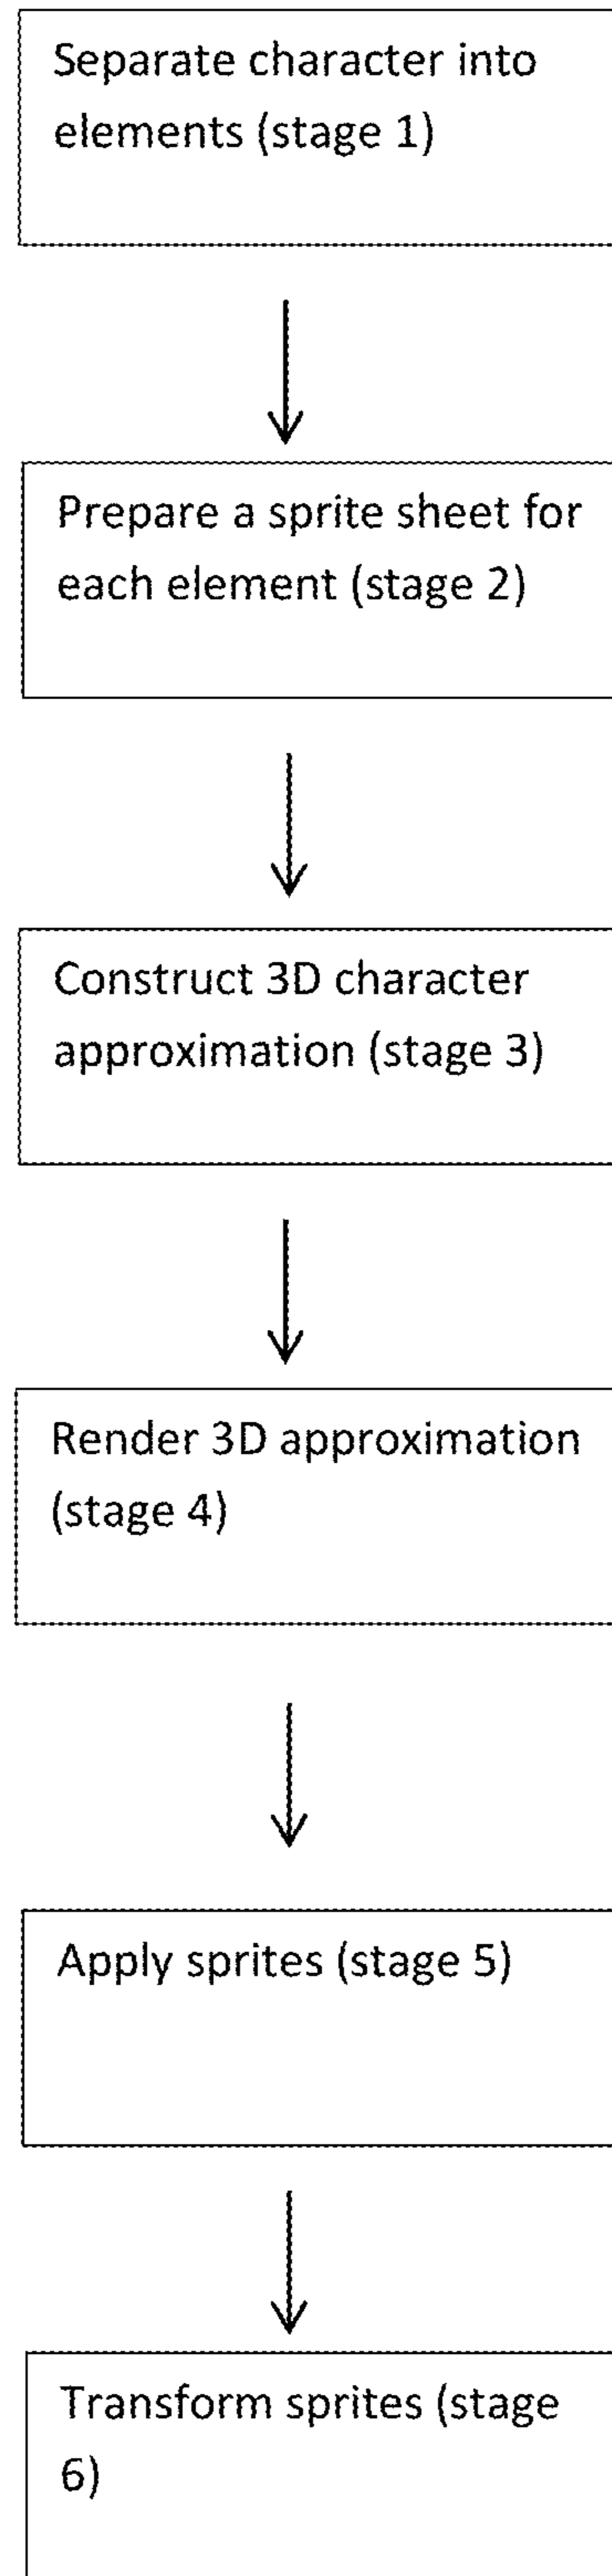 Separate character into
elements (stage 1)
Prepare a sprite sheet for
each element (stage 2)
Construct 3D character
approximation (stage 3)
Render 3D approximation
(stage 4)
Apply sprites (stage 5)
Transform sprites (stage
6)